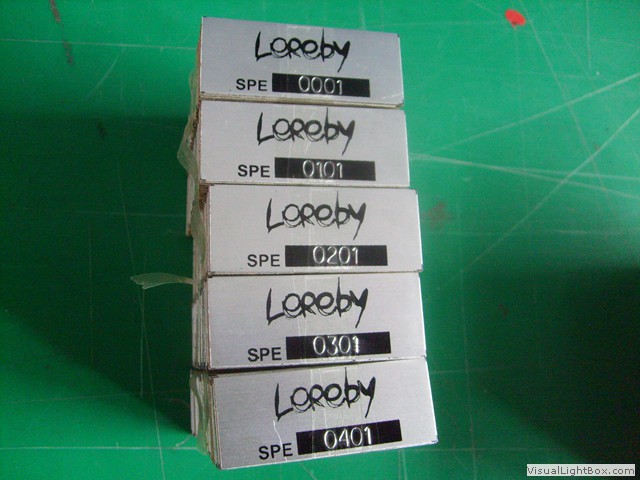 Loreby
SPE 0001
Loreby
SPE 0101
Loreby
SPE 0201
Loreby
SPE 0301
Loreby
SPE 0401
VisualLightBox.com